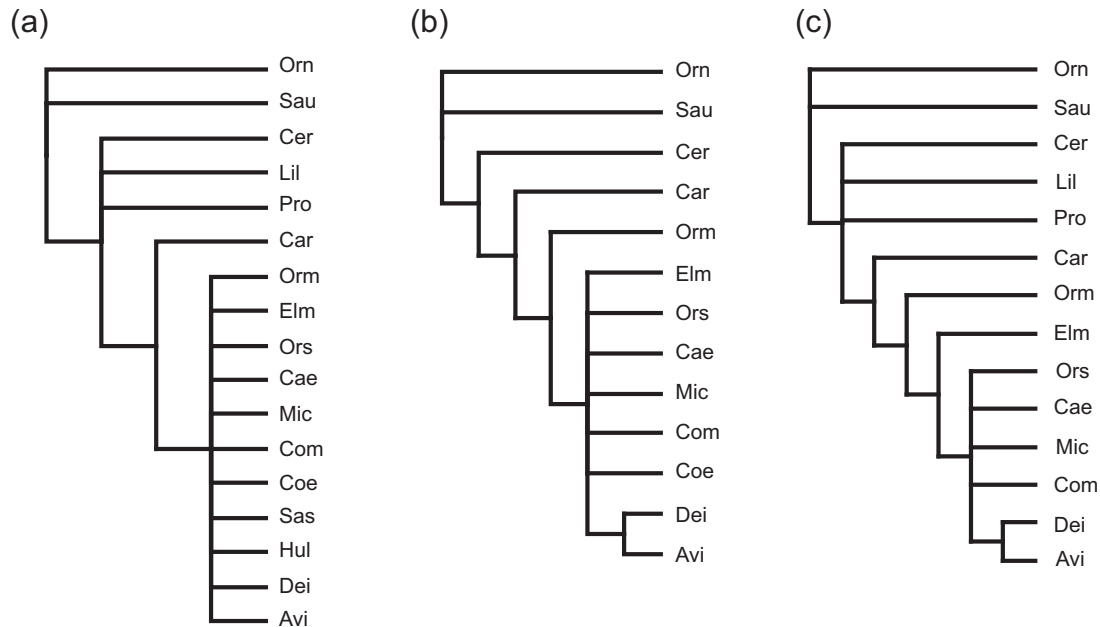 (a)
Orn
Sau
Cer
Lil
Pro
Car
Orm
Elm
Ors
Cae
Mic
Com
Coe
Sas
Hul
Dei
Avi
(b)
Orn
Sau
Cer
Car
Orm
Elm
Ors
Cae
Mic
Com
Coe
Dei
Avi
(c)
Orn
Sau
Cer
Lil
Pro
Car
Orm
Elm
Ors
Cae
Mic
Com
Dei
Avi